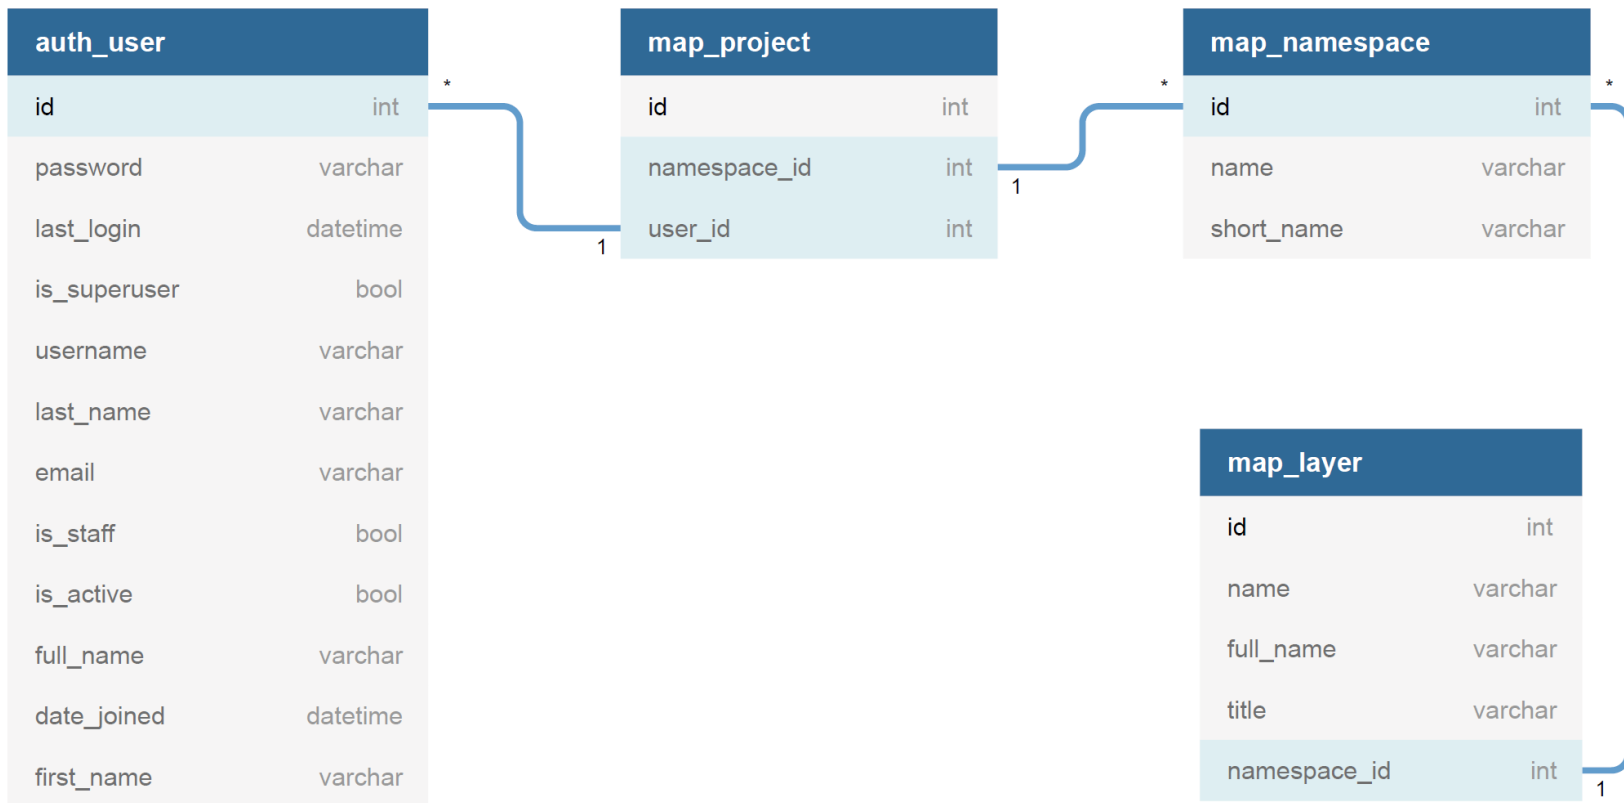 auth_user
id int
password varchar
last_login datetime
is_superuser bool
username varchar
last_name varchar
email varchar
is_staff bool
is_active bool
full_name varchar
date_joined datetime
first_name varchar
*
1
map_project
id int
namespace_id int
user_id int
1
*
map_namespace
id int
name varchar
short_name varchar
*
map_layer
id int
name varchar
full_name varchar
title varchar
namespace_id int
1